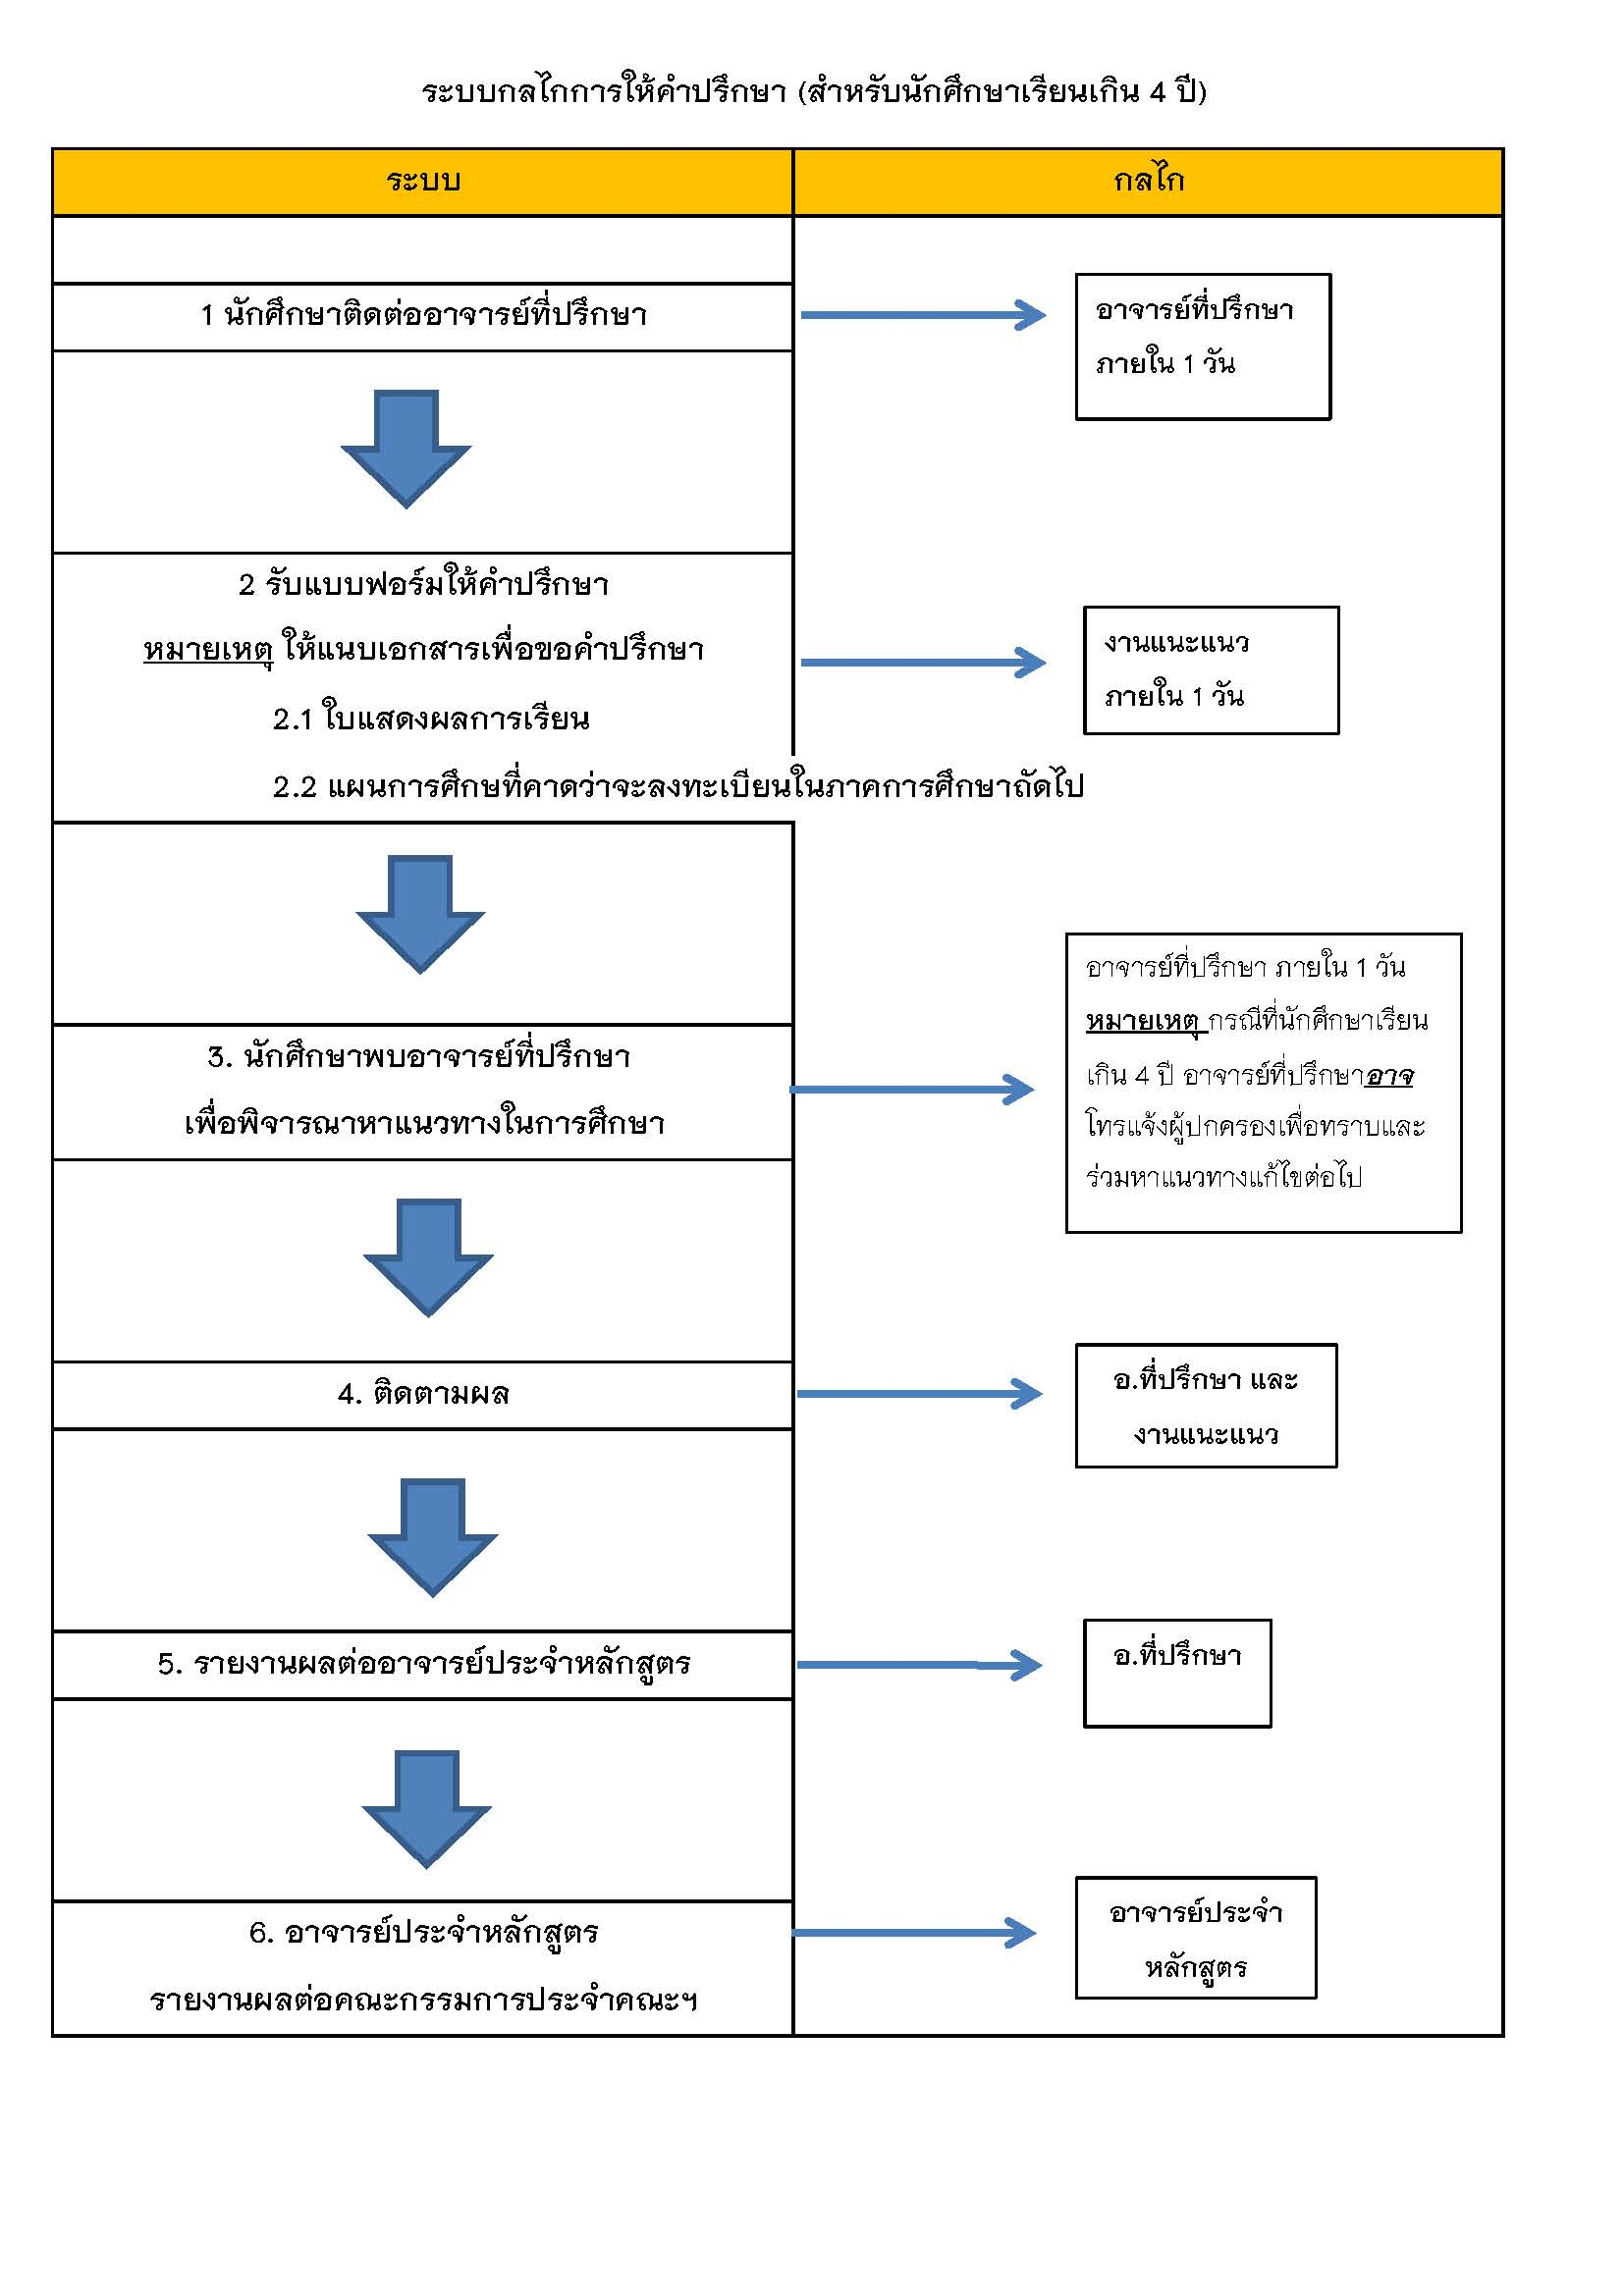 ระบบกลไกการให้คำปรึกษา (สำหรับนักศึกษาเรียนเกิน 4 ปี)
ระบบ
กลไก
1 นักศึกษาติดต่ออาจารย์ที่ปรึกษา
อาจารย์ที่ปรึกษา
ภายใน 1 วัน
2 รับแบบฟอร์มให้คำปรึกษา
หมายเหตุ ให้แนบเอกสารเพื่อขอคำปรึกษา
2.1 ใบแสดงผลการเรียน
2.2 แผนการศึกษที่คาดว่าจะลงทะเบียนในภาคการศึกษาถัดไป
งานแนะแนว
ภายใน 1 วัน
3. นักศึกษาพบอาจารย์ที่ปรึกษา
เพื่อพิจารณาหาแนวทางในการศึกษา
อาจารย์ที่ปรึกษา ภายใน 1 วัน
หมายเหตุ กรณีที่นักศึกษาเรียน
เกิน 4 ปี อาจารย์ที่ปรึกษาอาจ
โทรแจ้งผู้ปกครองเพื่อทราบและ
ร่วมหาแนวทางแก้ไขต่อไป
4. ติดตามผล
อ.ที่ปรึกษา และ
งานแนะแนว
5. รายงานผลต่ออาจารย์ประจำหลักสูตร
อ.ที่ปรึกษา
6. อาจารย์ประจำหลักสูตร
รายงานผลต่อคณะกรรมการประจำคณะฯ
อาจารย์ประจำ
หลักสูตร